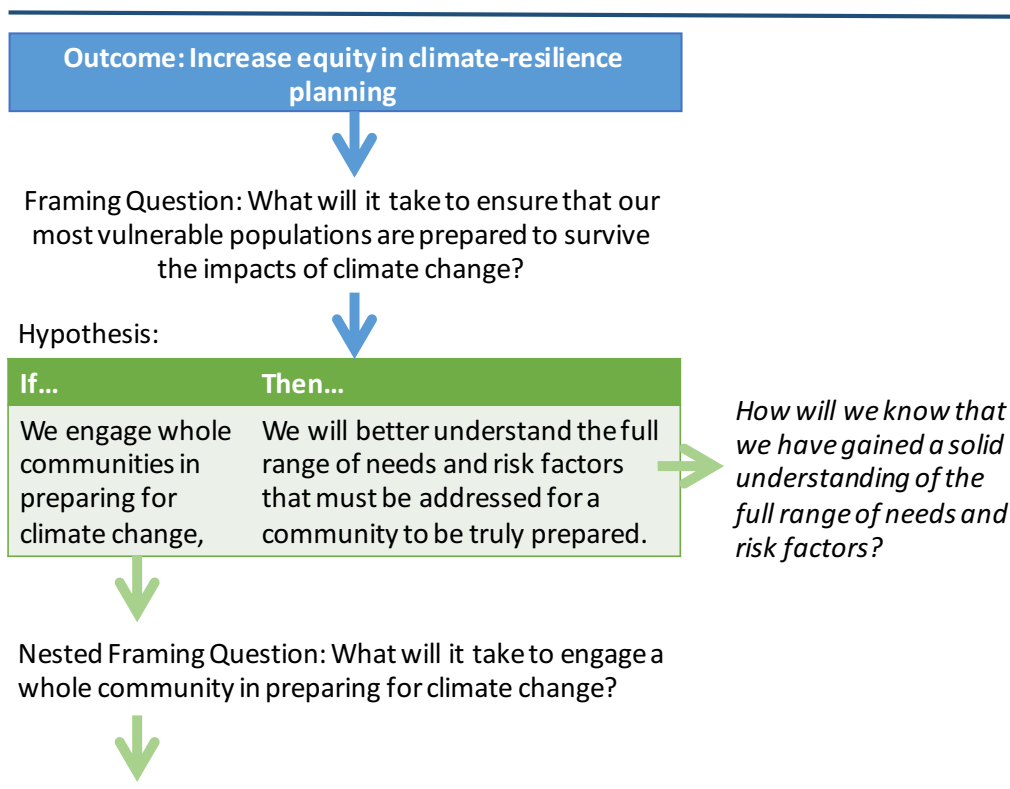 Outcome: Increase equity in climate-resilience
planning
Framing Question: What will it take to ensure that our
most vulnerable populations are prepared to survive
the impacts of climate change?
Hypothesis:
If...
Then...
We engage whole
communities in
preparing for
climate change,
We will better understand the full
range of needs and risk factors
that must be addressed for a
community to be truly prepared.
How will we know that
we have gained a solid
understanding of the
full range of needs and
risk factors?
Nested Framing Question: What will it take to engage a
whole community in preparing for climate change?